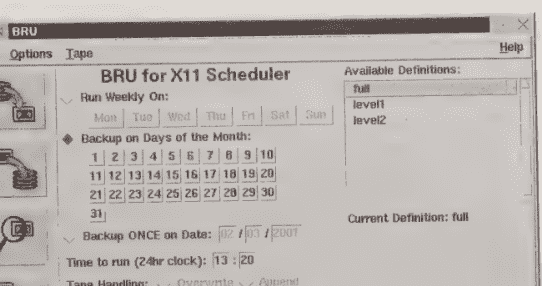 BRU
Options Tape Help
BRU for X11 Scheduler
Run Weekly On:
Mon Tue Wed Thu Fri Sat Sun
Backup on Days of the Month:
1 2 3 4 5 6 7 8 9 10
11 12 13 14 15 16 17 18 19 20
21 22 23 24 25 26 27 28 29 30
31
Backup ONCE on Date: 02 / 03 / 2001
Time to run (24hr clock): 13 : 20
Tape Handling: Overwrite Append
Available Definitions:
full
level1
level2
Current Definition: full